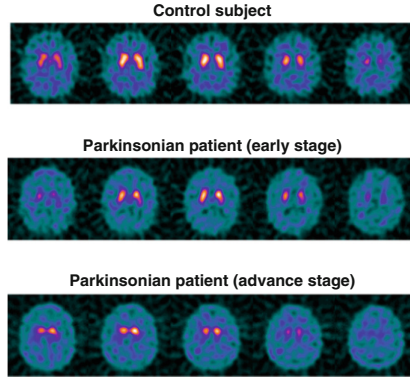 Control subject
Parkinsonian patient (early stage)
Parkinsonian patient (advance stage)